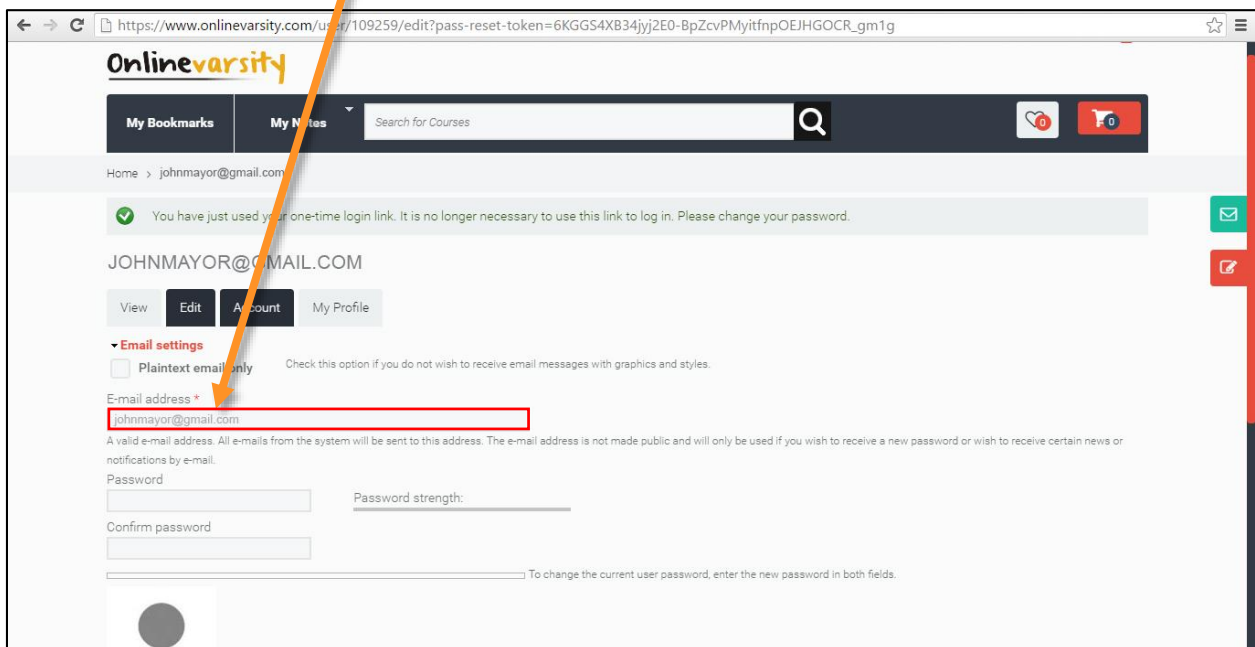 https://www.onlinevarsity.com/user/109259/edit?pass-reset-token=6KGGS4XB34jyj2E0-BpZcvPMyitfnpOEJHGOCR_gm1g
Onlinevarsity
My Bookmarks My Notes Search for Courses 0 0
Home > johnmayor@gmail.com
You have just used your one-time login link. It is no longer necessary to use this link to log in. Please change your password.
JOHNMAYOR@GMAIL.COM
View Edit Account My Profile
Email settings
Plaintext email only Check this option if you do not wish to receive email messages with graphics and styles.
E-mail address *
johnmayor@gmail.com
A valid e-mail address. All e-mails from the system will be sent to this address. The e-mail address is not made public and will only be used if you wish to receive a new password or wish to receive certain news or
notifications by e-mail.
Password
Password strength:
Confirm password
To change the current user password, enter the new password in both fields.